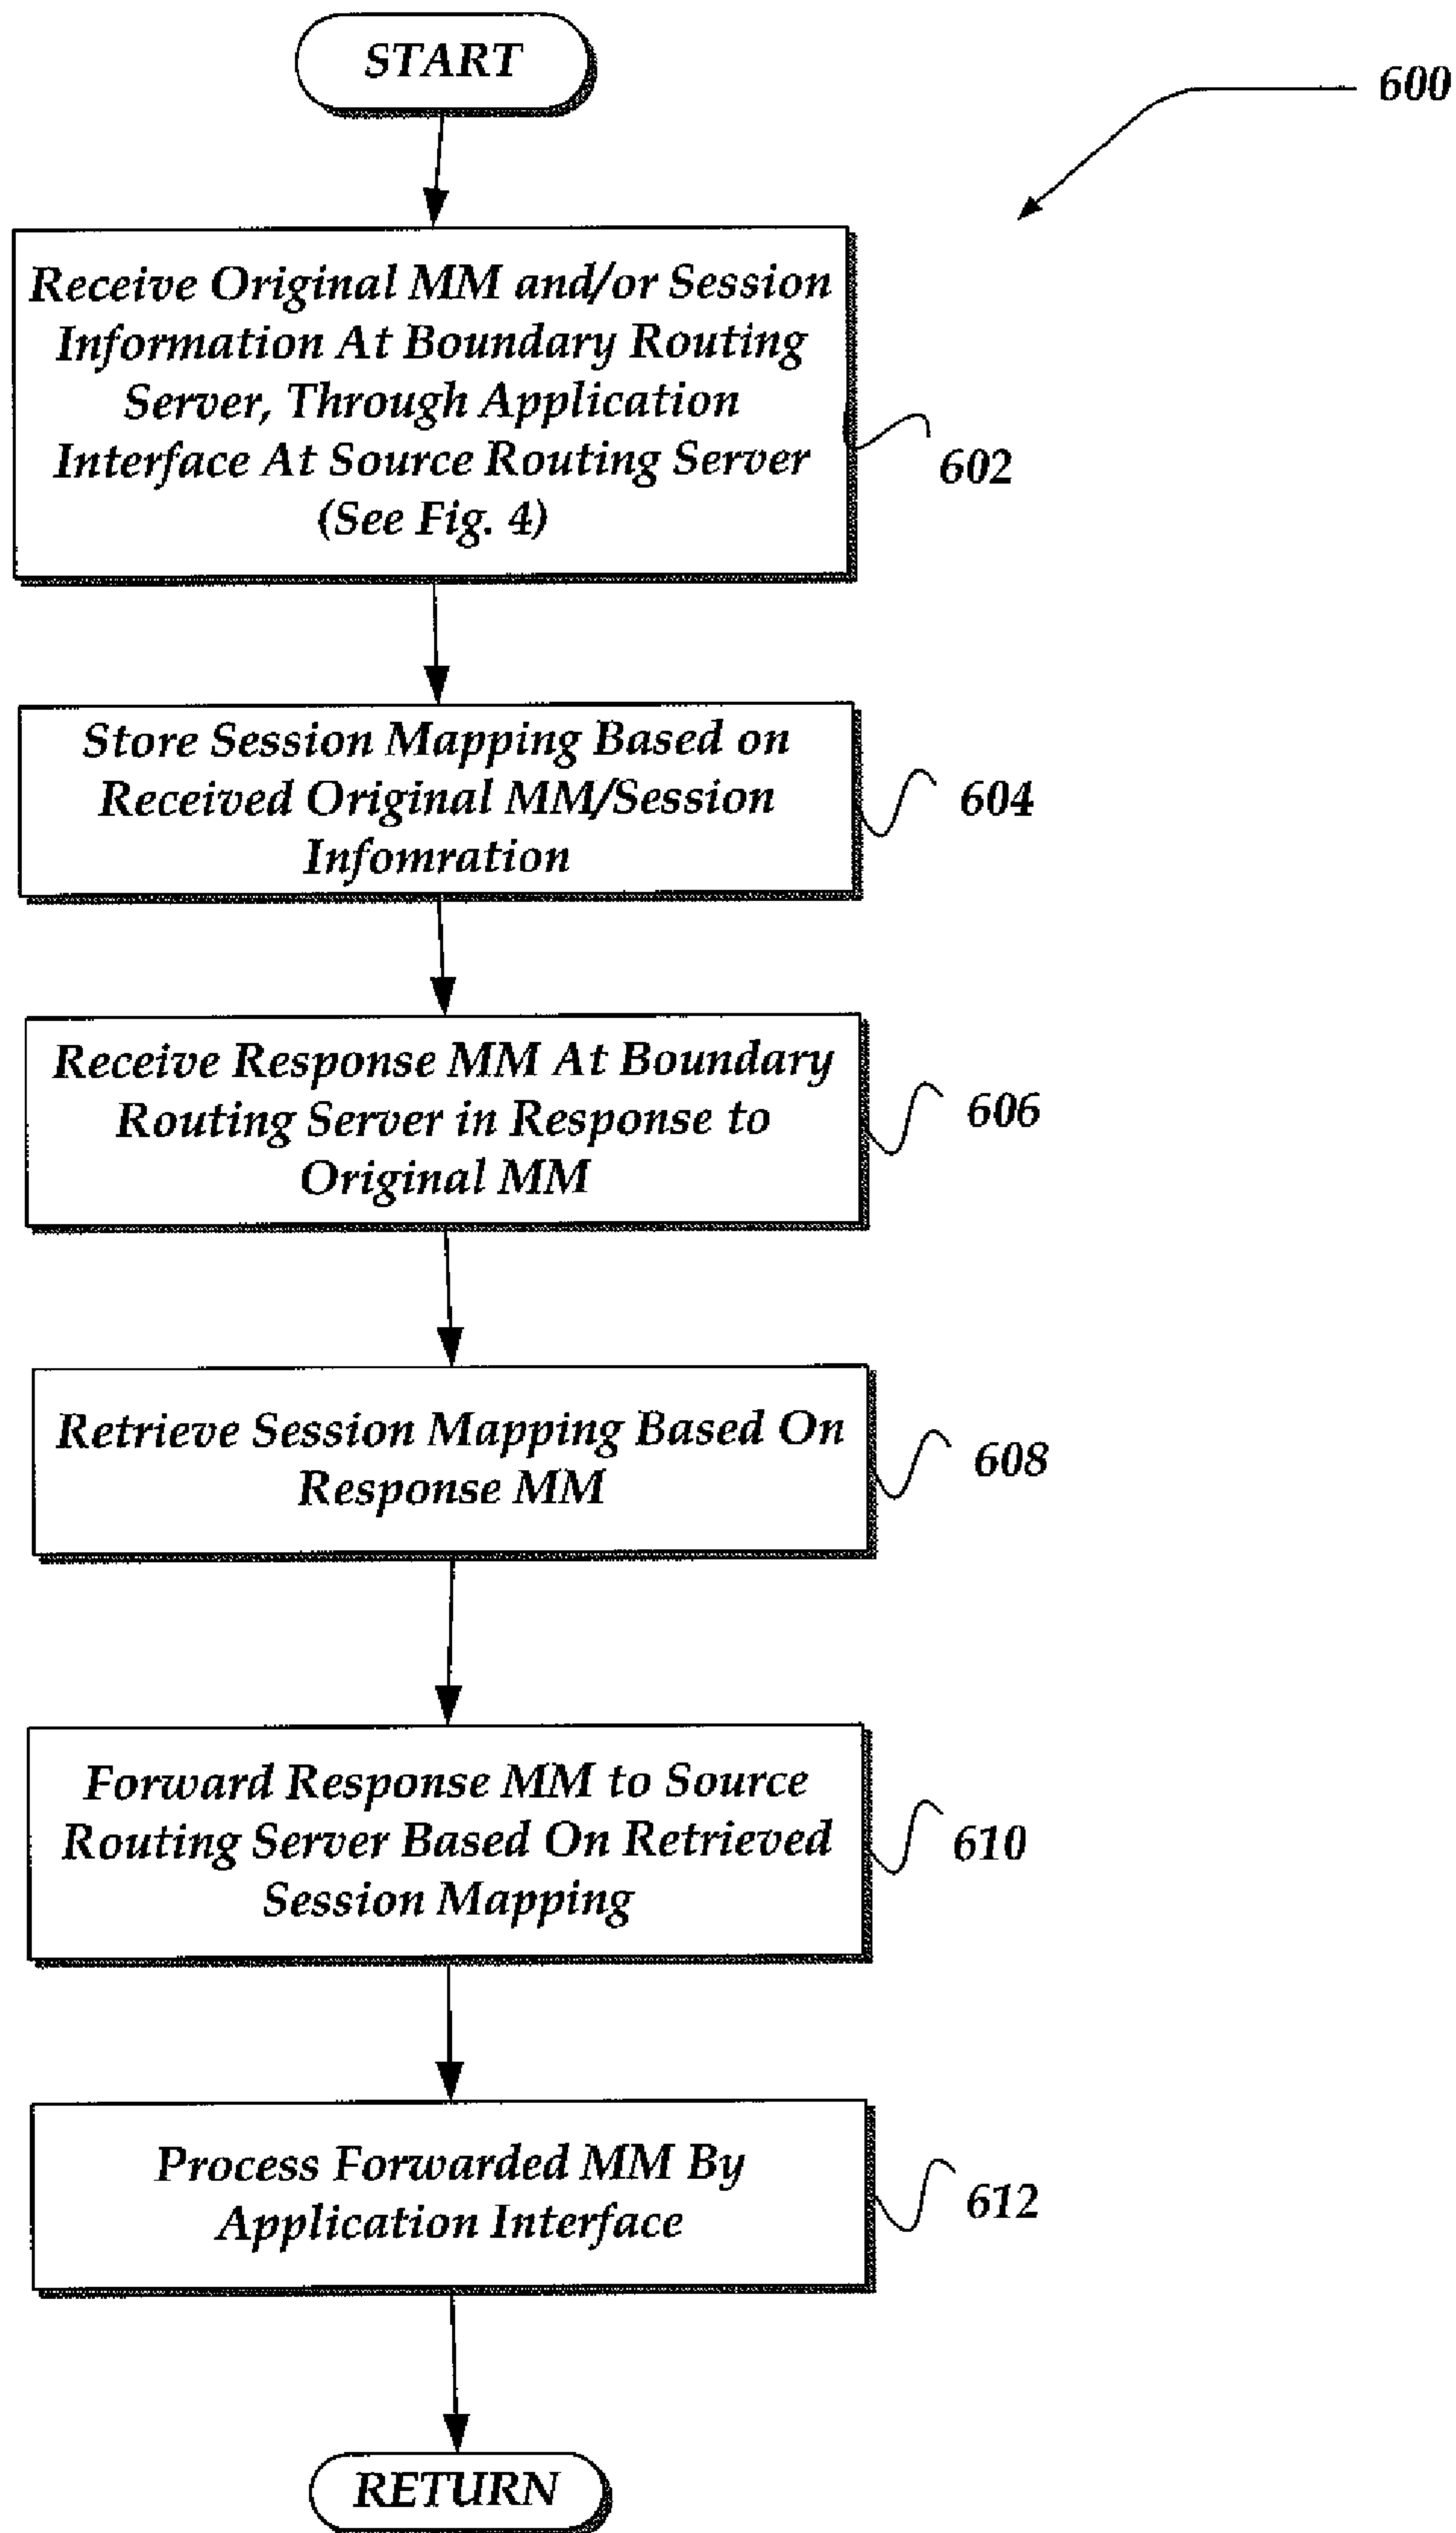 START
600
Receive Original MM and/or Session
Information At Boundary Routing
Server, Through Application
Interface At Source Routing Server
(See Fig. 4)
602
Store Session Mapping Based on
Received Original MM/Session
Infomration
604
Receive Response MM At Boundary
Routing Server in Response to
Original MM
606
Retrieve Session Mapping Based On
Response MM
608
Forward Response MM to Source
Routing Server Based On Retrieved
Session Mapping
610
Process Forwarded MM By
Application Interface
612
RETURN